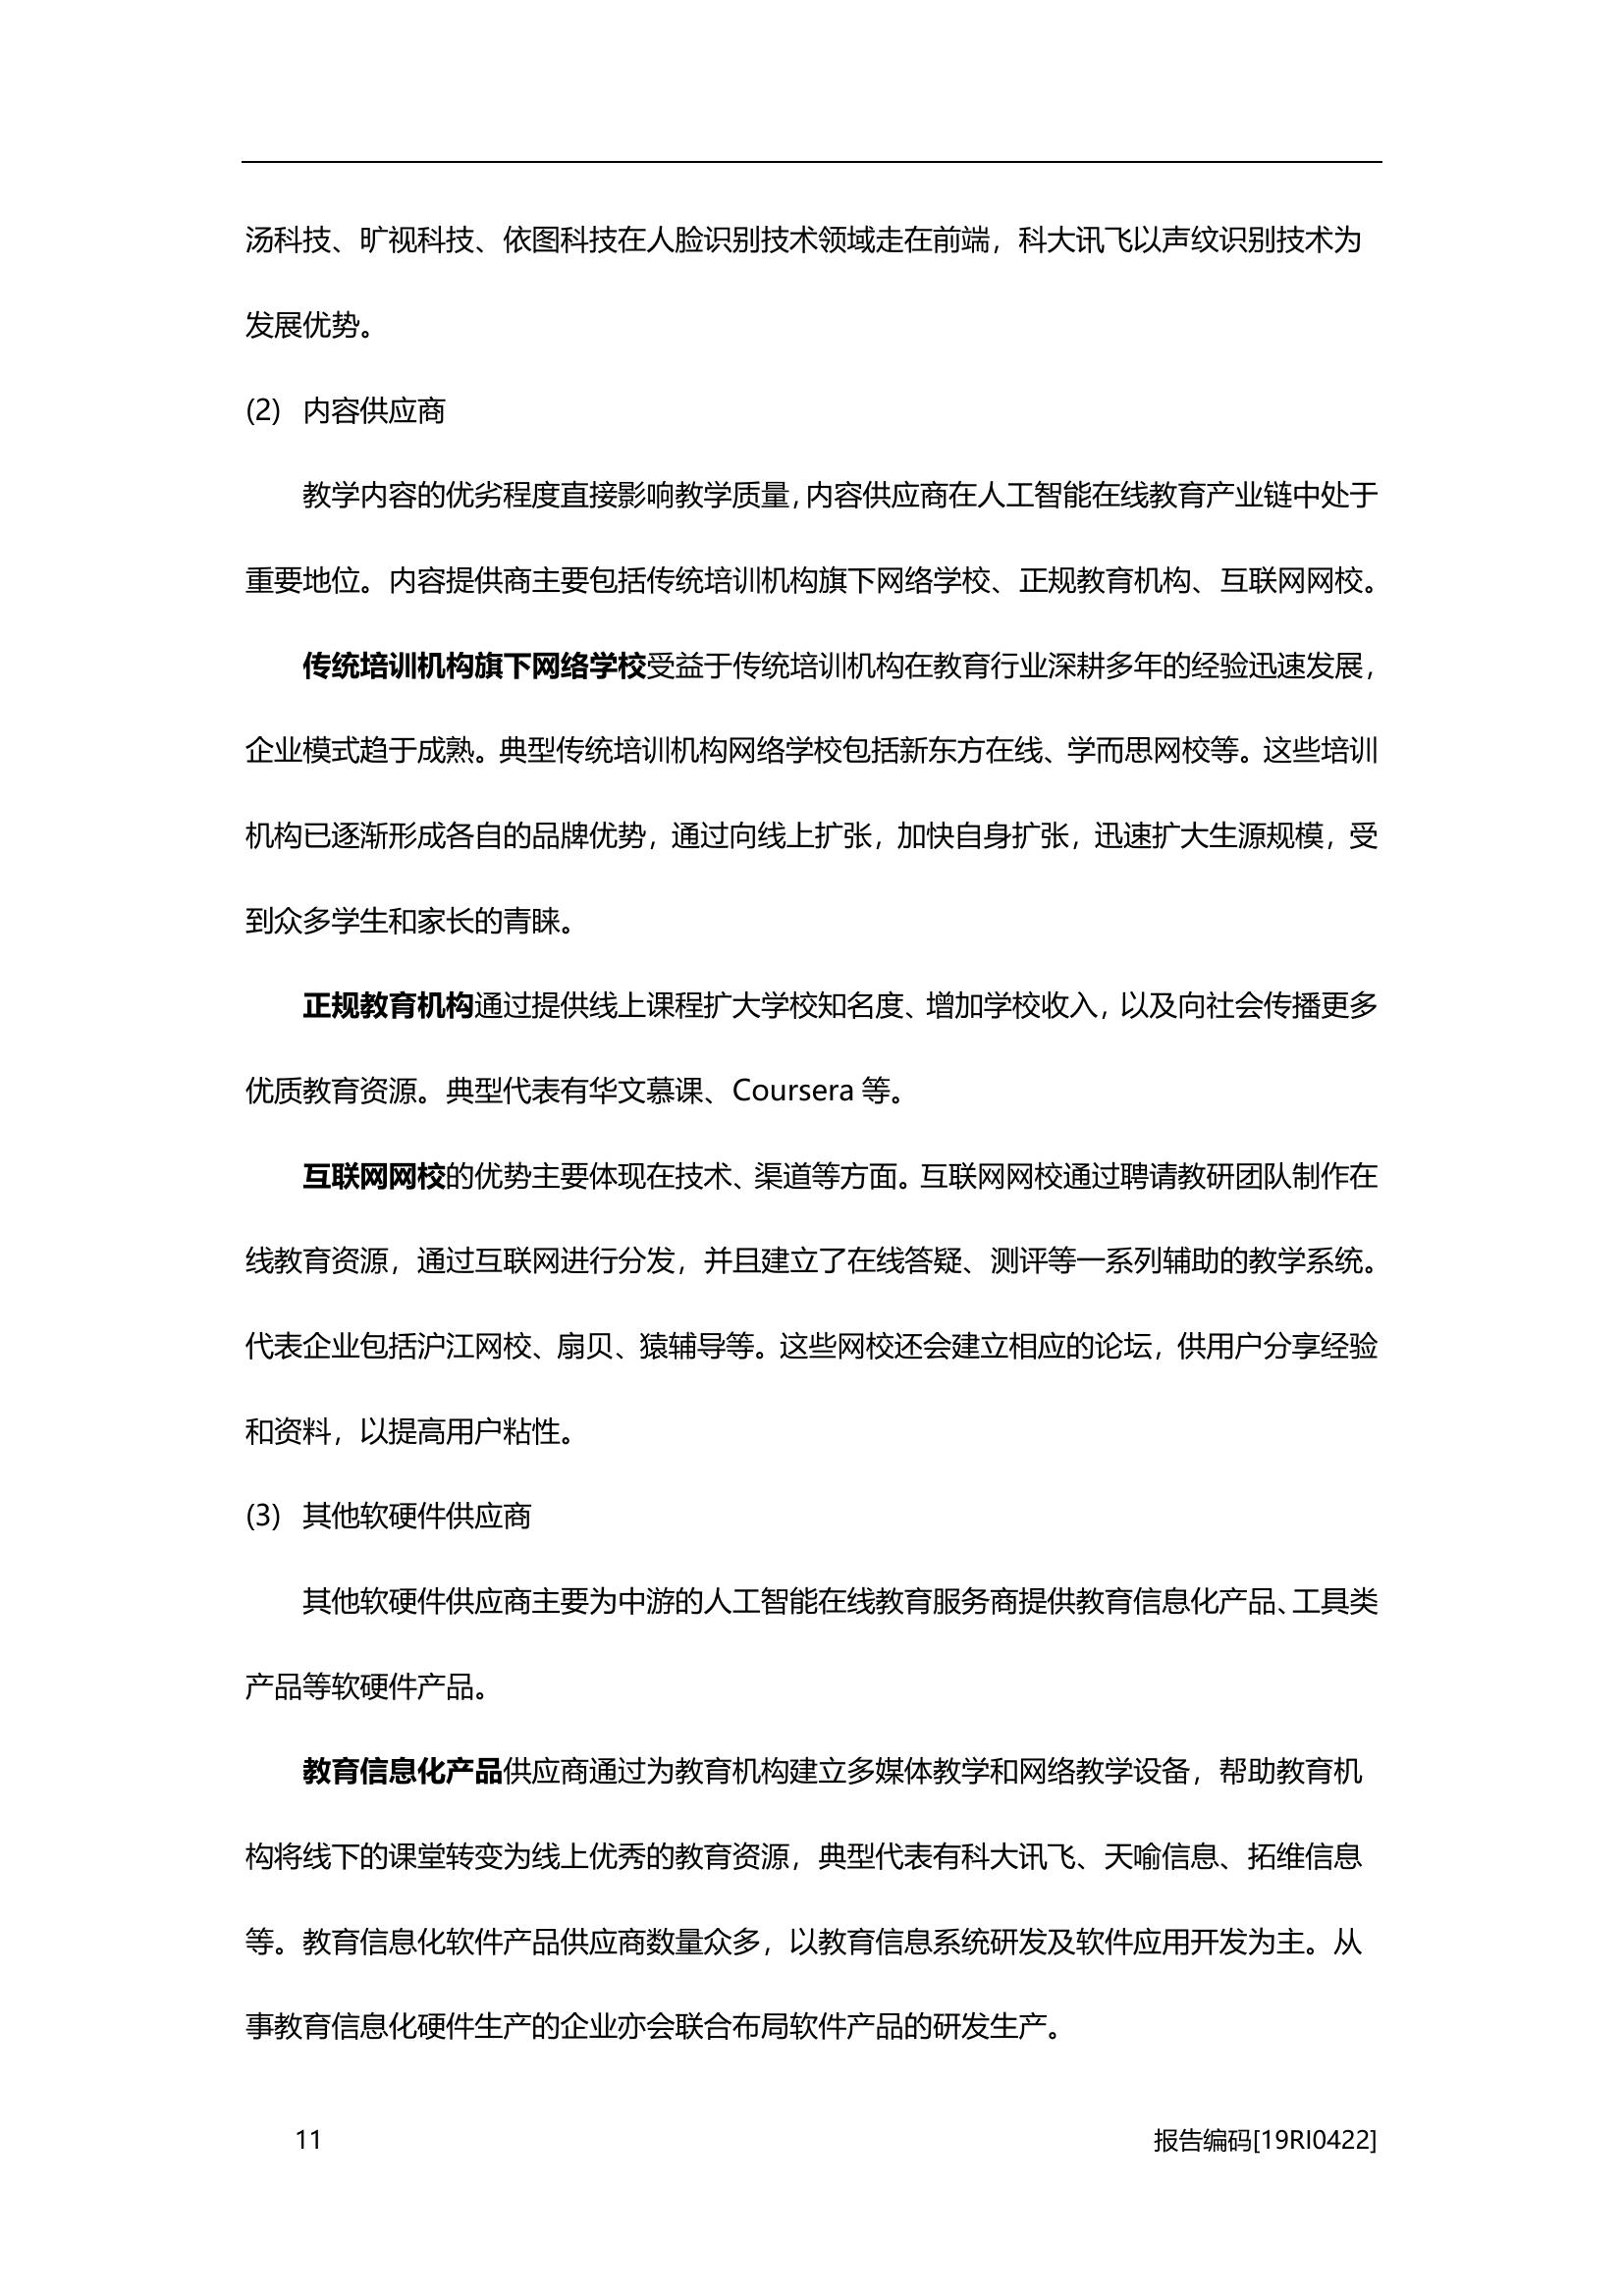 汤科技、旷视科技、依图科技在人脸识别技术领域走在前端，科大讯飞以声纹识别技术为
发展优势。
(2) 内容供应商
教学内容的优劣程度直接影响教学质量，内容供应商在人工智能在线教育产业链中处于
重要地位。内容提供商主要包括传统培训机构旗下网络学校、正规教育机构、互联网网校。
传统培训机构旗下网络学校受益于传统培训机构在教育行业深耕多年的经验迅速发展，
企业模式趋于成熟。典型传统培训机构网络学校包括新东方在线、学而思网校等。这些培训
机构已逐渐形成各自的品牌优势，通过向线上扩张，加快自身扩张，迅速扩大生源规模，受
到众多学生和家长的青睐。
正规教育机构通过提供线上课程扩大学校知名度、增加学校收入，以及向社会传播更多
优质教育资源。典型代表有华文慕课、Coursera 等。
互联网网校的优势主要体现在技术、渠道等方面。互联网网校通过聘请教研团队制作在
线教育资源，通过互联网进行分发，并且建立了在线答疑、测评等一系列辅助的教学系统。
代表企业包括沪江网校、扇贝、猿辅导等。这些网校还会建立相应的论坛，供用户分享经验
和资料，以提高用户粘性。
(3) 其他软硬件供应商
其他软硬件供应商主要为中游的人工智能在线教育服务商提供教育信息化产品、工具类
产品等软硬件产品。
教育信息化产品供应商通过为教育机构建立多媒体教学和网络教学设备，帮助教育机
构将线下的课堂转变为线上优秀的教育资源，典型代表有科大讯飞、天喻信息、拓维信息
等。教育信息化软件产品供应商数量众多，以教育信息系统研发及软件应用开发为主。从
事教育信息化硬件生产的企业亦会联合布局软件产品的研发生产。
11
报告编码[19RI0422]